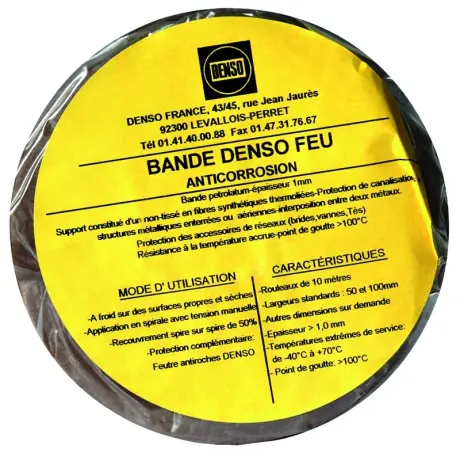 DENSO
DENSO FRANCE, 43/45, rue Jean Jaurès
92300 LEVALLOIS-PERRET
Tél 01.41.40.00.88 Fax 01.47.31.76.67
BANDE DENSO FEU
ANTICORROSION
Bande petrolatum-épaisseur 1mm
Support constitué d'un non-tissé en fibres synthétiques thermoliées-Protection de canalisation,
structures métalliques enterrées ou aériennes-interposition entre deux métaux.
Protection des accessoires de réseaux (brides,vannes,Tès)
Résistance à la température accrue-point de goutte >100°C
MODE D' UTILISATION
-A froid sur des surfaces propres et sèches
-Application en spirale avec tension manuelle
-Recouvrement spire sur spire de 50%
-Protection complémentaire:
Feutre antiroches DENSO
CARACTÉRISTIQUES
-Rouleaux de 10 mètres
-Largeurs standards : 50 et 100mm
-Autres dimensions sur demande
-Epaisseur > 1,0 mm
-Températures extrêmes de service:
de -40°C à +70°C
- Point de goutte: >100°C